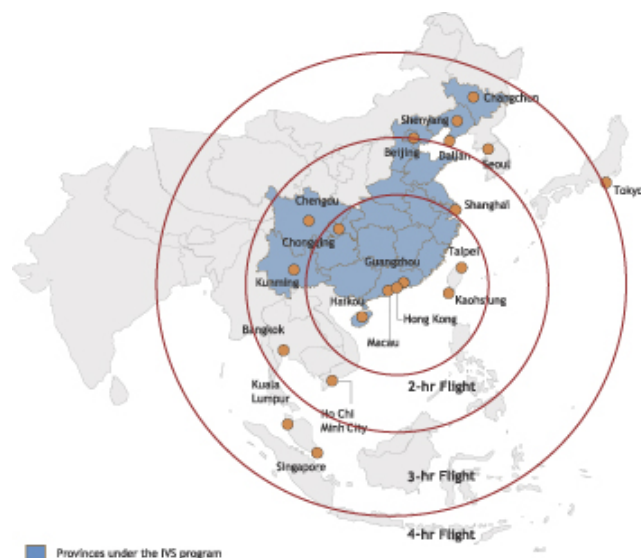 Changchun
Shenyang
Beijing
Dalian
Seoul
Tokyo
Chengdu
Shanghai
Chongqing
Guangzhou
Taipei
Kunming
Kaohsiung
Haikou
Hong Kong
Bangkok
Macau
Kuala
Lumpur
Ho Chi
Minh City
2-hr Flight
Singapore
3-hr Flight
4-hr Flight
Provinces under the IVS program